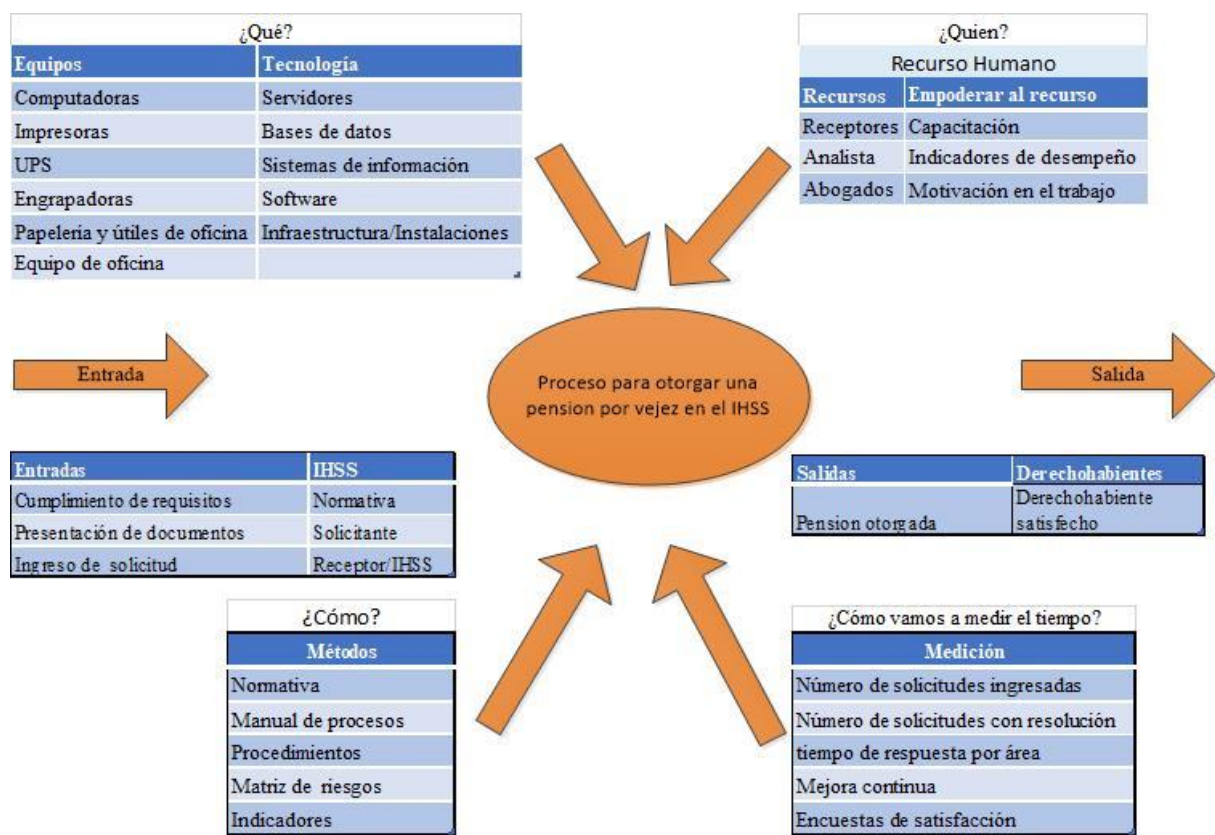 ¿Qué?
Equipos Tecnología
Computadoras Servidores
Impresoras Bases de datos
UPS Sistemas de información
Engrapadoras Software
Papelería y útiles de oficina Infraestructura/Instalaciones
Equipo de oficina
¿Quien?
Recurso Humano
Recursos Empoderar al recurso
Receptores Capacitación
Analista Indicadores de desempeño
Abogados Motivación en el trabajo
Entrada
Proceso para otorgar una
pension por vejez en el IHSS
Salida
Entradas IHSS
Cumplimiento de requisitos Normativa
Presentación de documentos Solicitante
Ingreso de solicitud Receptor/IHSS
Salidas Derechohabientes
Pension otorgada Derechohabiente
satisfecho
¿Cómo?
Métodos
Normativa
Manual de procesos
Procedimientos
Matriz de riesgos
Indicadores
¿Cómo vamos a medir el tiempo?
Medición
Número de solicitudes ingresadas
Número de solicitudes con resolución
tiempo de respuesta por área
Mejora continua
Encuestas de satisfacción